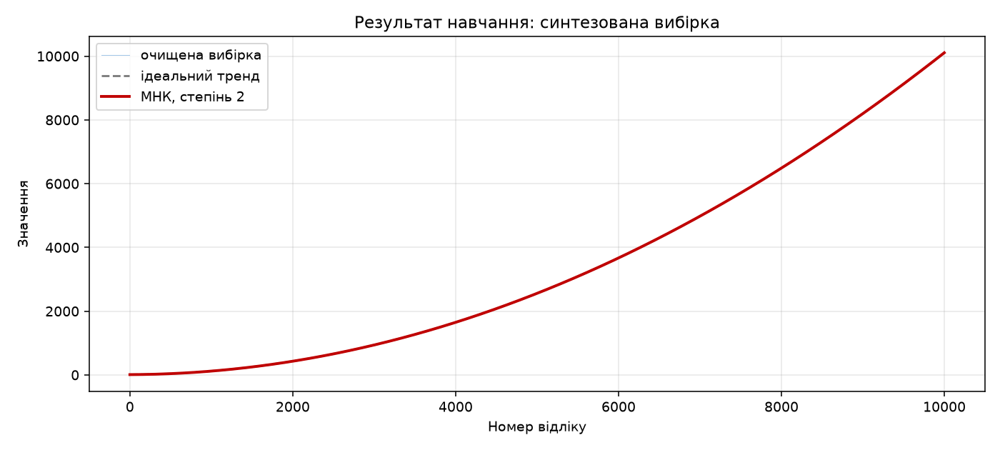 Результат навчання: синтезована вибірка
очищена вибірка
ідеальний тренд
МНК, степінь 2
Значення
10000
8000
6000
4000
2000
0
0 2000 4000 6000 8000 10000
Номер відліку